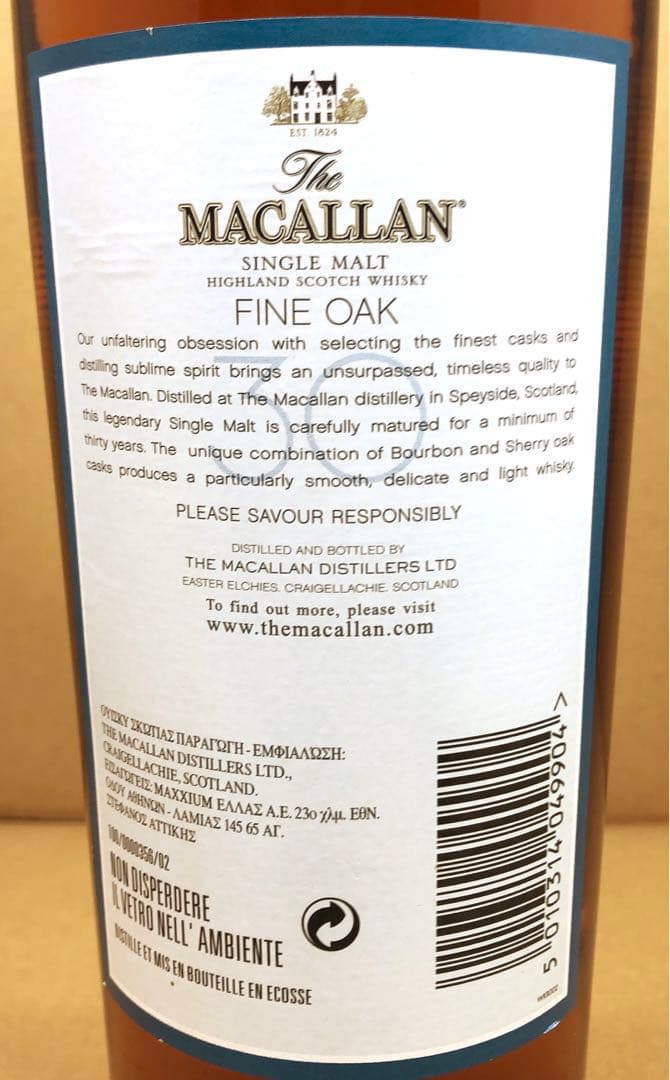 EST. 1824
The
MACALLAN®
SINGLE MALT
HIGHLAND SCOTCH WHISKY
FINE OAK
30
Our unfaltering obsession with selecting the finest casks and
distilling sublime spirit brings an unsurpassed, timeless quality to
The Macallan. Distilled at The Macallan distillery in Speyside, Scotland,
this legendary Single Malt is carefully matured for a minimum of
thirty years. The unique combination of Bourbon and Sherry oak
casks produces a particularly smooth, delicate and light whisky.
PLEASE SAVOUR RESPONSIBLY
DISTILLED AND BOTTLED BY
THE MACALLAN DISTILLERS LTD
EASTER ELCHIES. CRAIGELLACHIE. SCOTLAND
To find out more, please visit
www.themacallan.com
ΟΥΙΣΚΥ ΣΚΩΤΙΑΣ ΠΑΡΑΓΩΓΗ - ΕΜΦΙΑΛΩΣΗ:
THE MACALLAN DISTILLERS LTD.,
CRAIGELLACHIE, SCOTLAND.
ΕΙΣΑΓΩΓΕΙΣ: MAXXIUM ΕΛΛΑΣ Α.Ε. 23ο χλμ. ΕΘΝ.
ΟΔΟΥ ΑΘΗΝΩΝ - ΛΑΜΙΑΣ 145 65 ΑΓ.
ΣΤΕΦΑΝΟΣ ΑΤΤΙΚΗΣ
100/0000356/02
NON DISPERDERE
IL VETRO NELL' AMBIENTE
DISTILLE ET MIS EN BOUTEILLE EN ECOSSE
5 010314 049904 >